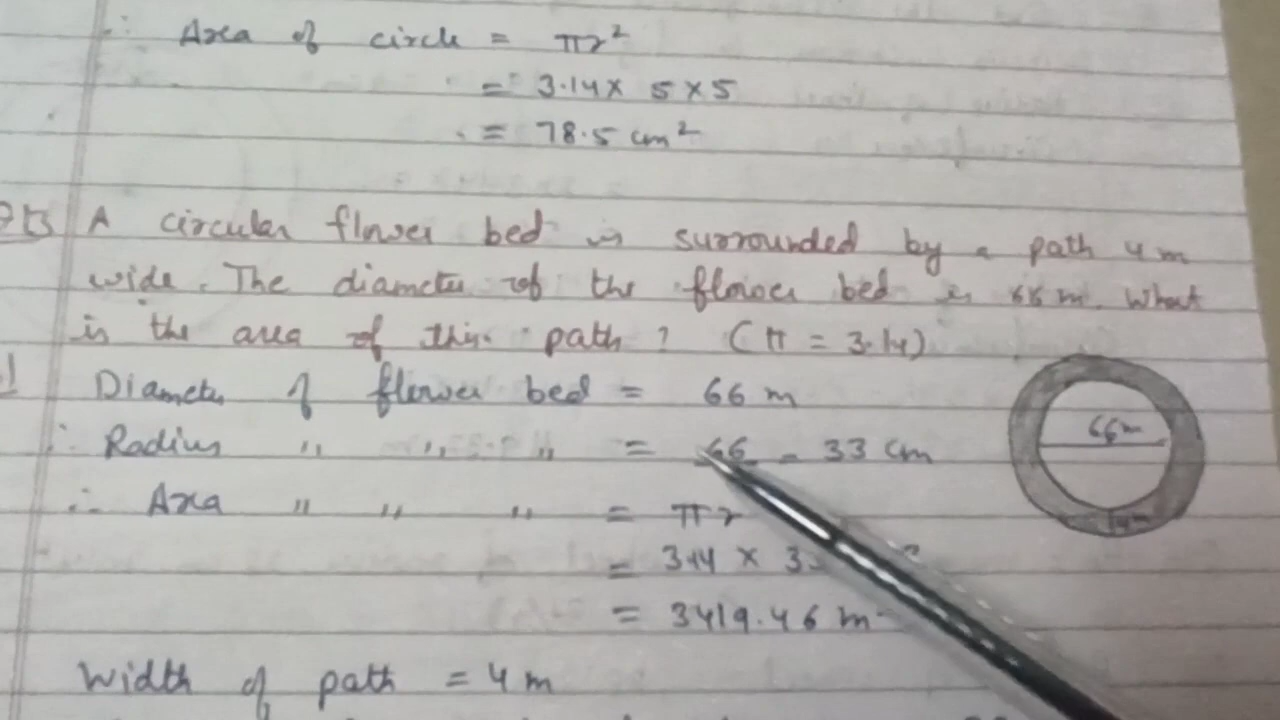 ∴ Area of circle = πr²
= 3.14 × 5 × 5
= 78.5 cm²
A circular flower bed is surrounded by a path 4 m
wide. The diameter of the flower bed is 66 m. What
is the area of this path? (π = 3.14)
Diameter of flower bed = 66 m
∴ Radius " " " = 66 = 33 cm
∴ Area " " " = πr
= 3.14 × 3
= 3419.46 m
66m
4m
Width of path = 4 m